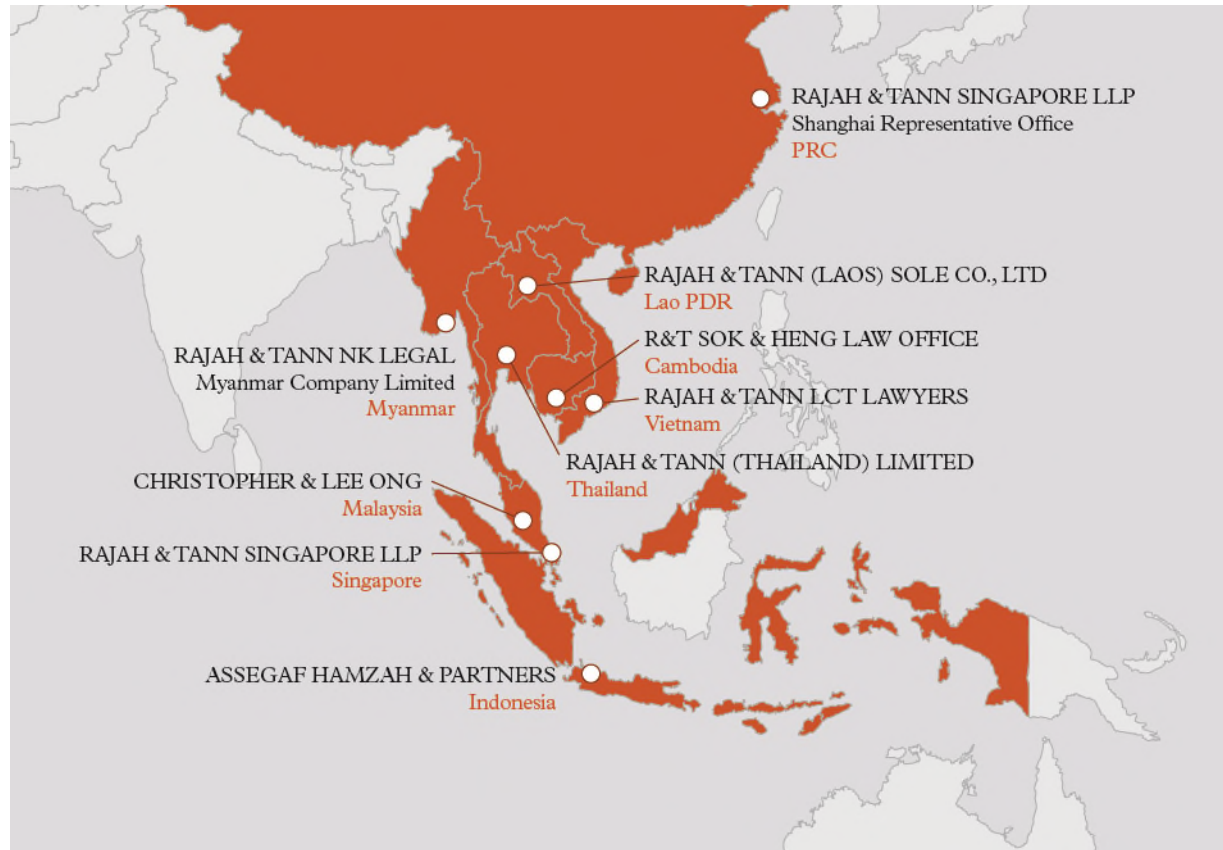 RAJAH & TANN SINGAPORE LLP
Shanghai Representative Office
PRC
RAJAH & TANN (LAOS) SOLE CO., LTD
Lao PDR
R&T SOK & HENG LAW OFFICE
Cambodia
RAJAH & TANN NK LEGAL
Myanmar Company Limited
Myanmar
RAJAH & TANN LCT LAWYERS
Vietnam
RAJAH & TANN (THAILAND) LIMITED
Thailand
CHRISTOPHER & LEE ONG
Malaysia
RAJAH & TANN SINGAPORE LLP
Singapore
ASSEGAF HAMZAH & PARTNERS
Indonesia